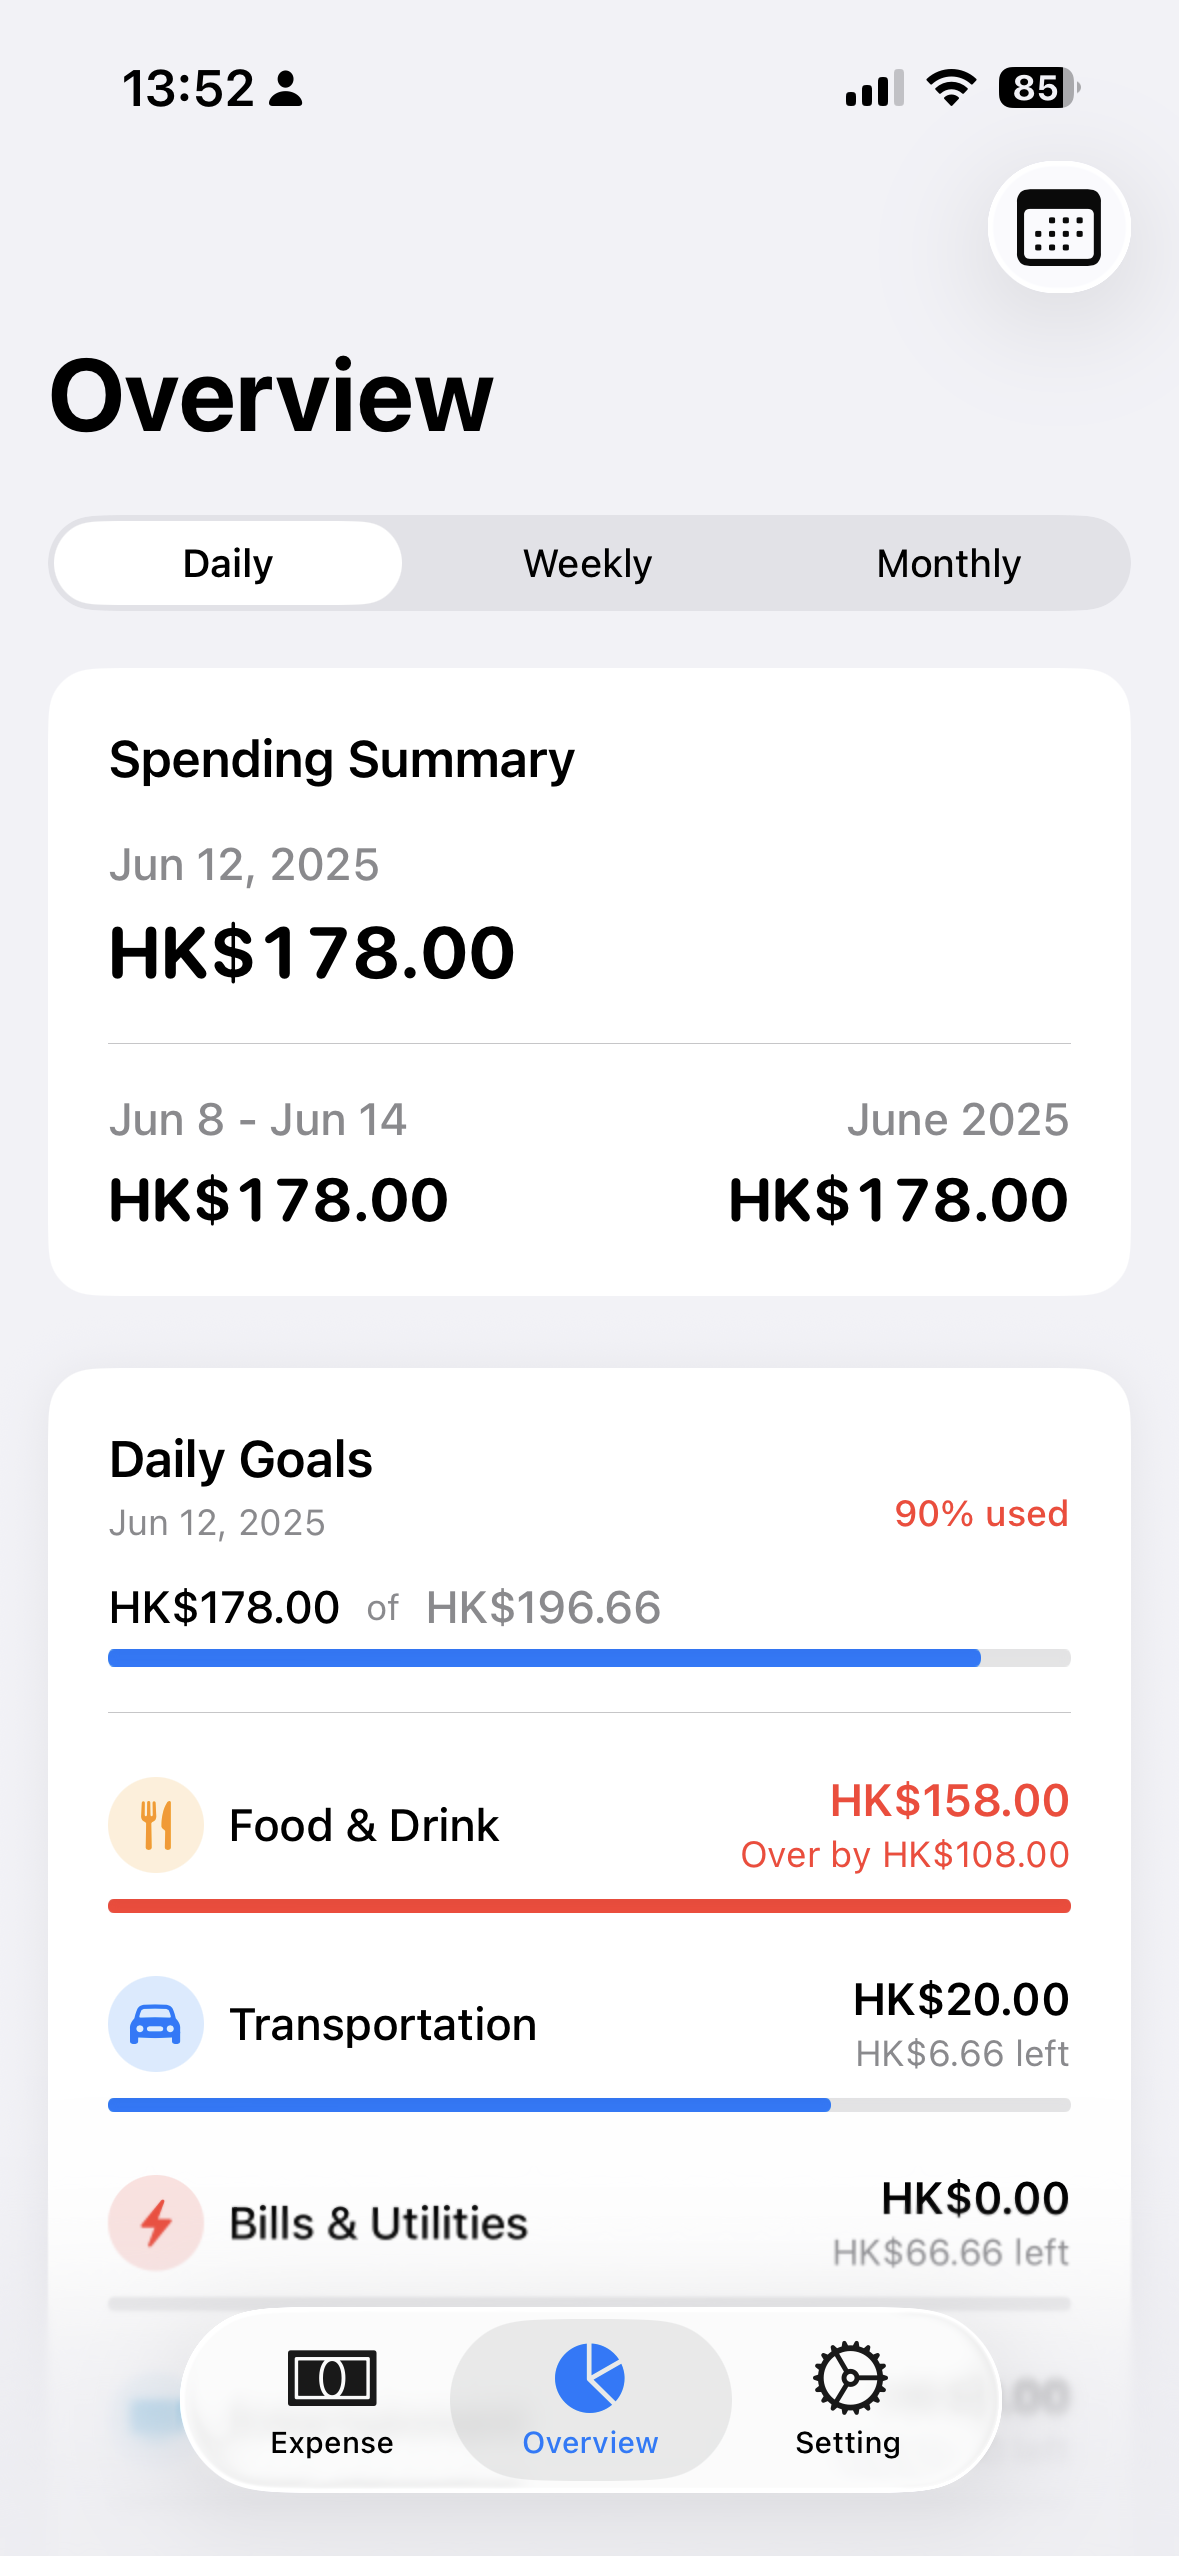 13:52
85
Overview
Daily Weekly Monthly
Spending Summary
Jun 12, 2025
HK$178.00
Jun 8 - Jun 14 June 2025
HK$178.00 HK$178.00
Daily Goals
Jun 12, 2025 90% used
HK$178.00 of HK$196.66
Food & Drink HK$158.00
Over by HK$108.00
Transportation HK$20.00
HK$6.66 left
Bills & Utilities HK$0.00
HK$66.66 left
Expense Overview Setting